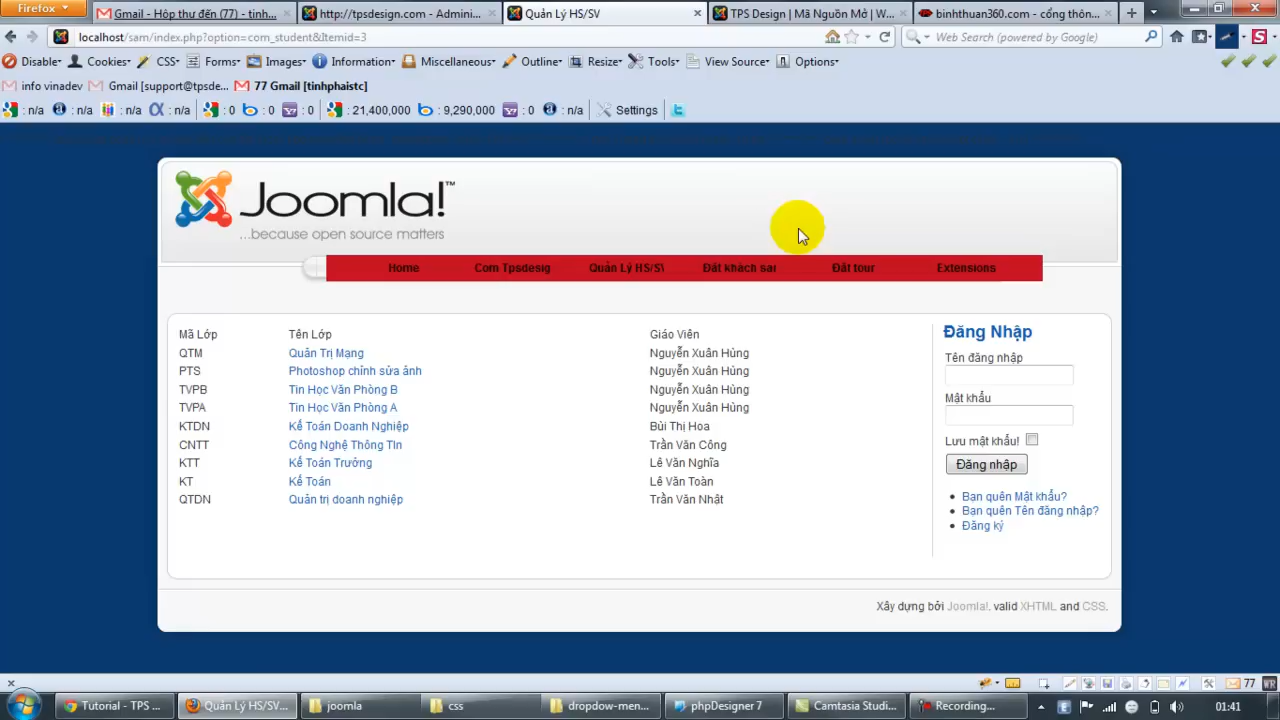 Firefox
Gmail - Hộp thư đến (77) - tinh...
http://tpsdesign.com - Admini...
Quản Lý HS/SV
TPS Design | Mã Nguồn Mở | W...
binhthuan360.com - cổng thôn...
localhost/sam/index.php?option=com_student&Itemid=3
Web Search (powered by Google)
Disable Cookies CSS Forms Images Information Miscellaneous Outline Resize Tools View Source Options
info vinadev Gmail [support@tpsde... 77 Gmail [tinhphaistc]
: n/a : n/a : n/a : n/a : 0 : 0 : 0 : 21,400,000 : 9,290,000 : 0 : n/a Settings
Joomla!™
...because open source matters
Home Com Tpsdesig Quản Lý HS/S\ Đặt khách sạr Đặt tour Extensions
Mã Lớp Tên Lớp Giáo Viên
QTM Quản Trị Mạng Nguyễn Xuân Hùng
PTS Photoshop chỉnh sửa ảnh Nguyễn Xuân Hùng
TVPB Tin Học Văn Phòng B Nguyễn Xuân Hùng
TVPA Tin Học Văn Phòng A Nguyễn Xuân Hùng
KTDN Kế Toán Doanh Nghiệp Bùi Thị Hoa
CNTT Công Nghệ Thông TIn Trần Văn Công
KTT Kế Toán Trưởng Lê Văn Nghĩa
KT Kế Toán Lê Văn Toàn
QTDN Quản trị doanh nghiệp Trần Văn Nhật
Đăng Nhập
Tên đăng nhập
Mật khẩu
Lưu mật khẩu!
Đăng nhập
Bạn quên Mật khẩu?
Bạn quên Tên đăng nhập?
Đăng ký
Xây dựng bởi Joomla!. valid XHTML and CSS.
77
Tutorial - TPS ... Quản Lý HS/SV... joomla css dropdow-men... phpDesigner 7 Camtasia Studi... Recording... 01:41